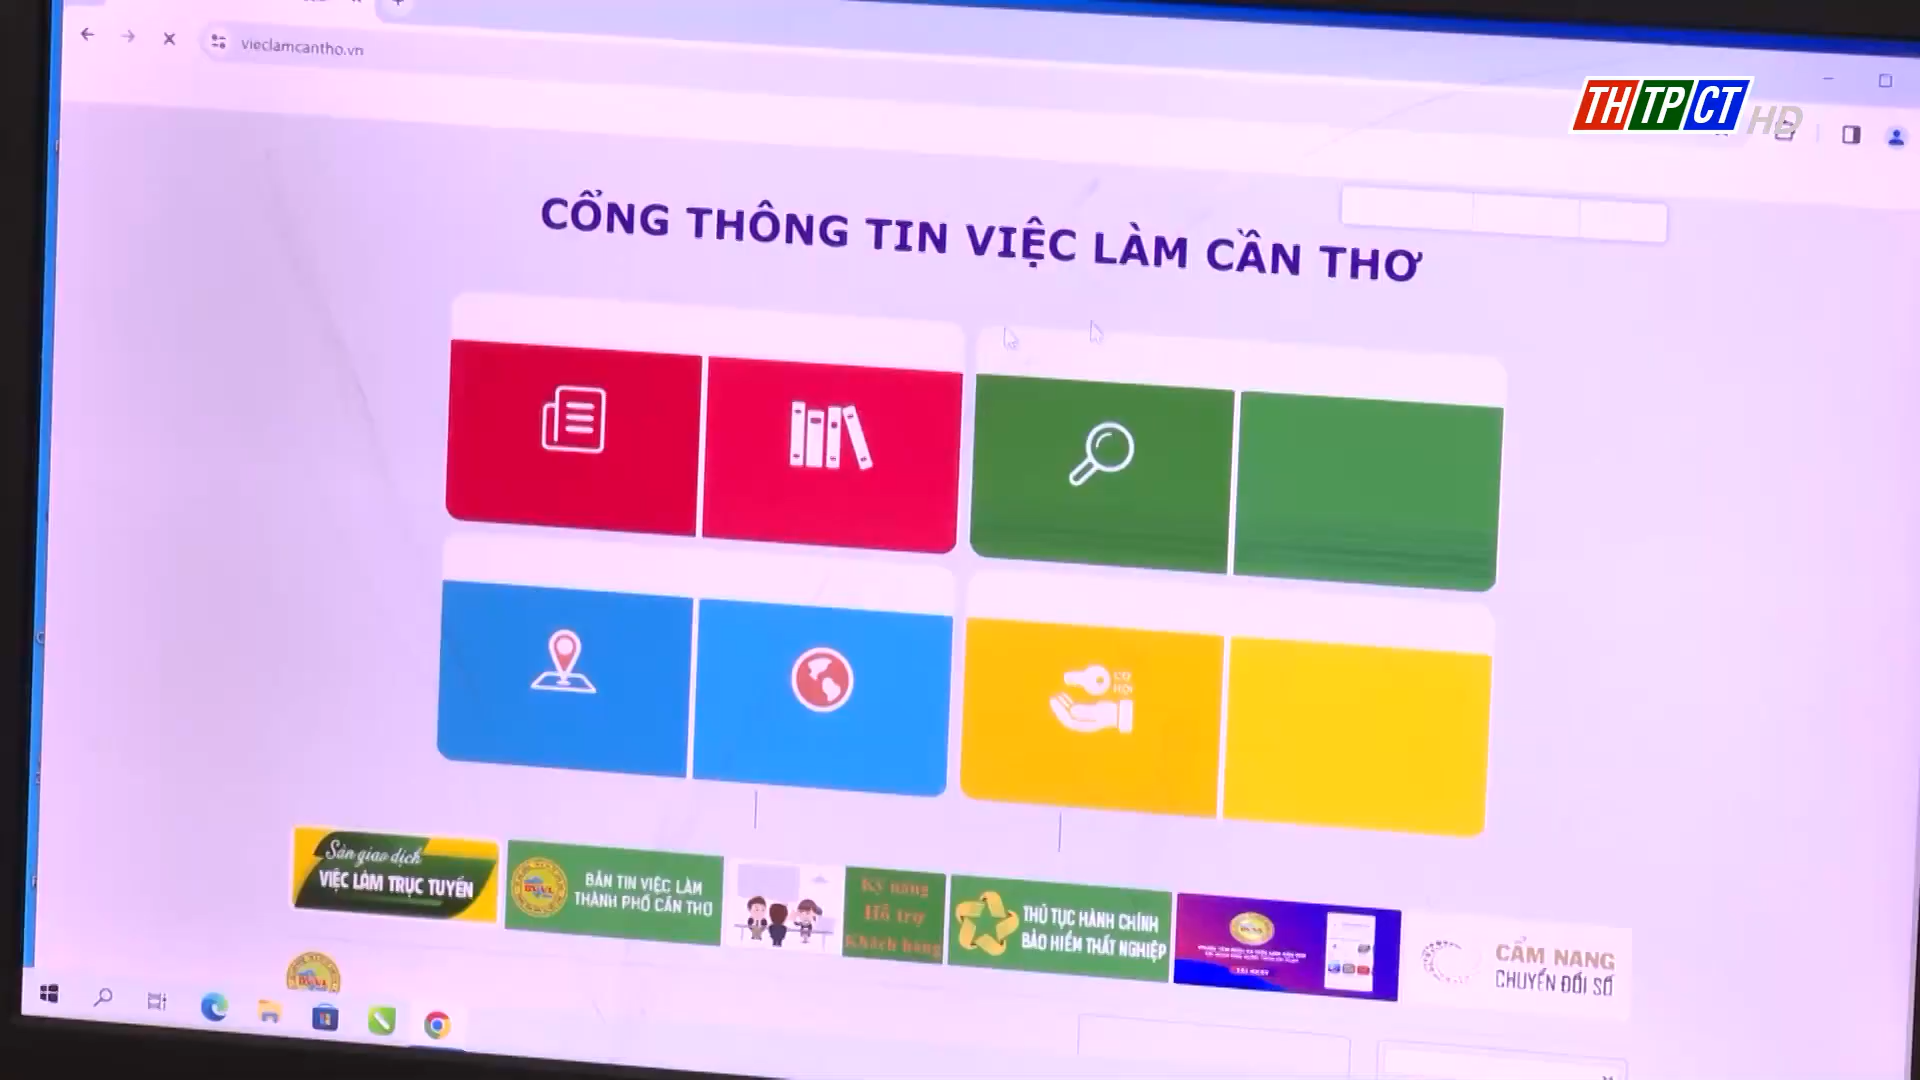 vieclamcantho.vn
THTPCT HD
CỔNG THÔNG TIN VIỆC LÀM CẦN THƠ
CƠ
HỘI
Sàn giao dịch
VIỆC LÀM TRỰC TUYẾN
BẢN TIN VIỆC LÀM
THÀNH PHỐ CẦN THƠ
Kỹ năng
Hỗ trợ
Khách hàng
THỦ TỤC HÀNH CHÍNH
BẢO HIỂM THẤT NGHIỆP
CẨM NANG
CHUYỂN ĐỔI SỐ